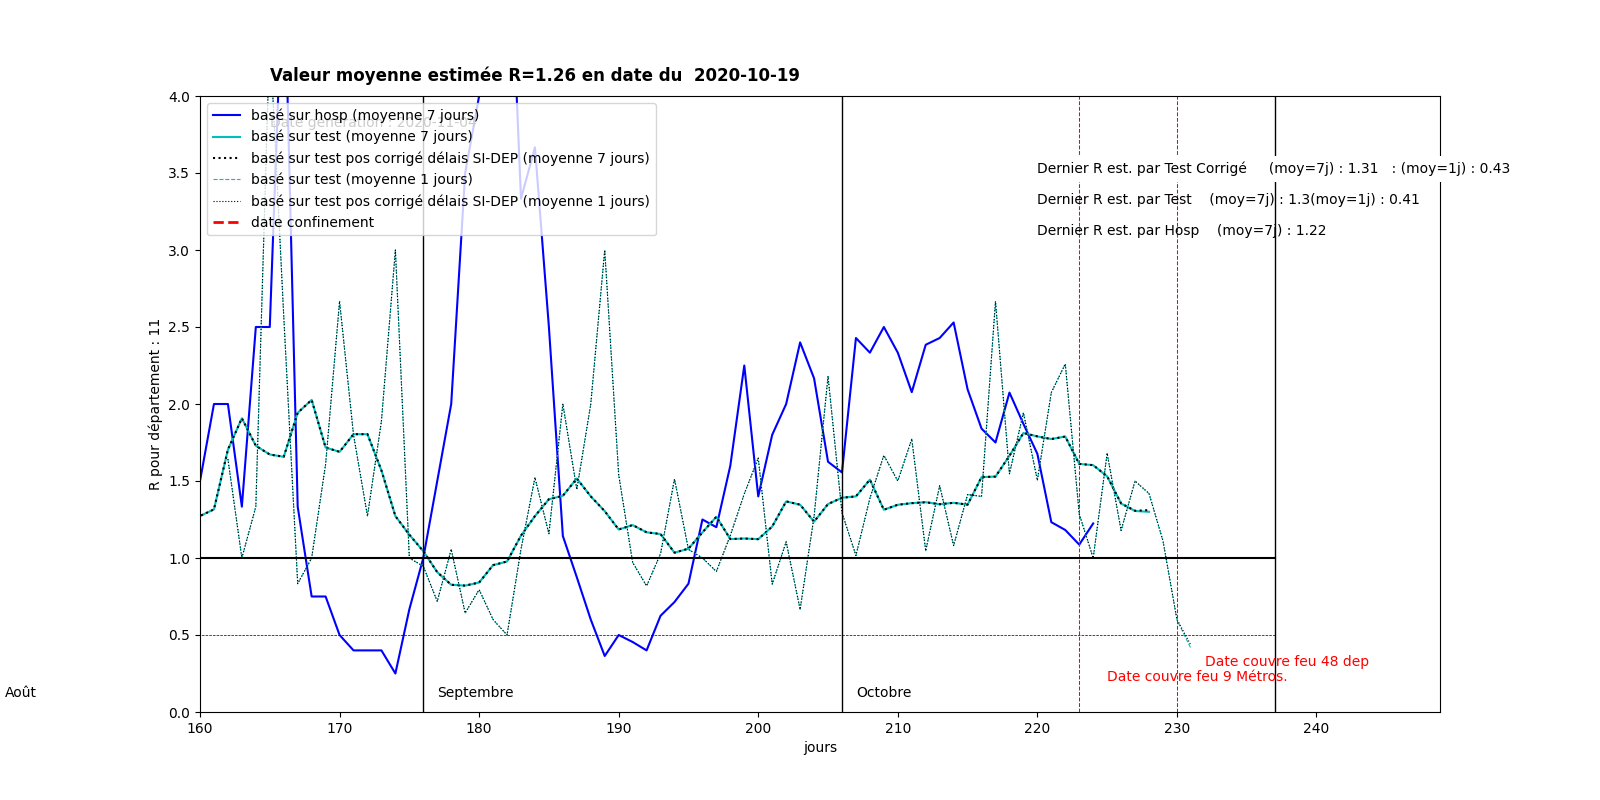 Valeur moyenne estimée R=1.26 en date du  2020-10-19
4.0
3.5
3.0
2.5
2.0
1.5
1.0
0.5
0.0
R pour département : 11
Date génération : 2020-11-0
basé sur hosp (moyenne 7 jours)
basé sur test (moyenne 7 jours)
basé sur test pos corrigé délais SI-DEP (moyenne 7 jours)
basé sur test (moyenne 1 jours)
basé sur test pos corrigé délais SI-DEP (moyenne 1 jours)
date confinement
Dernier R est. par Test Corrigé     (moy=7j) : 1.31   : (moy=1j) : 0.43
Dernier R est. par Test    (moy=7j) : 1.3(moy=1j) : 0.41
Dernier R est. par Hosp    (moy=7j) : 1.22
Date couvre feu 48 dep
Date couvre feu 9 Métros.
Août
Septembre
Octobre
160 170 180 190 200 210 220 230 240
jours